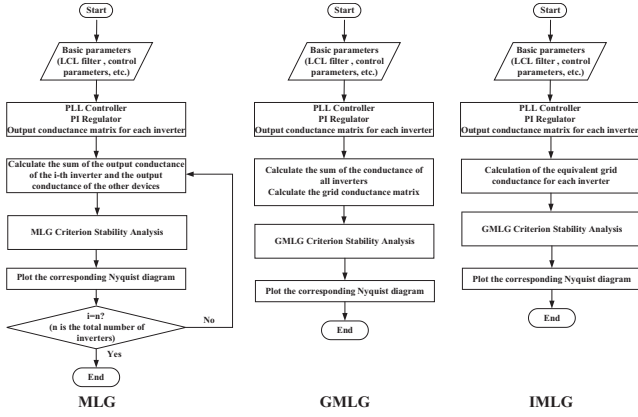 Start
Basic parameters
(LCL filter , control
parameters, etc.)
PLL Controller
PI Regulator
Output conductance matrix for each inverter
Calculate the sum of the output conductance
of the i-th inverter and the output
conductance of the other devices
MLG Criterion Stability Analysis
Plot the corresponding Nyquist diagram
i=n?
(n is the total number of
inverters)
No
Yes
End
MLG
Start
Basic parameters
(LCL filter , control
parameters, etc.)
PLL Controller
PI Regulator
Output conductance matrix for each inverter
Calculate the sum of the conductance of
all inverters
Calculate the grid conductance matrix
GMLG Criterion Stability Analysis
Plot the corresponding Nyquist diagram
End
GMLG
Start
Basic parameters
(LCL filter , control
parameters, etc.)
PLL Controller
PI Regulator
Output conductance matrix for each inverter
Calculation of the equivalent grid
conductance for each inverter
GMLG Criterion Stability Analysis
Plot the corresponding Nyquist diagram
End
IMLG